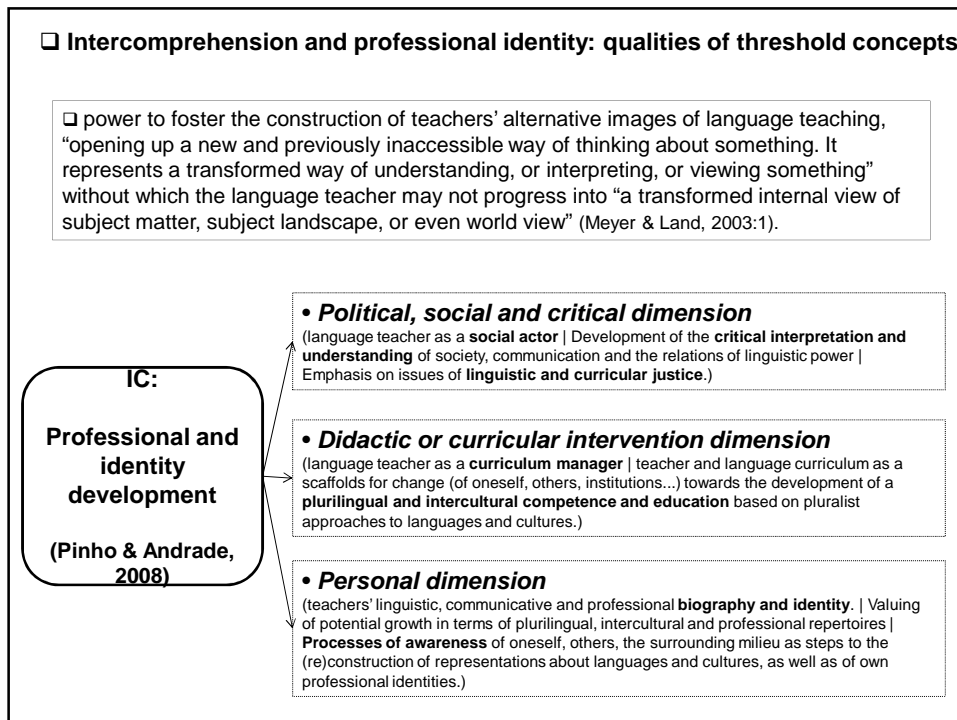 ❑ Intercomprehension and professional identity: qualities of threshold concepts
❑ power to foster the construction of teachers' alternative images of language teaching,
“opening up a new and previously inaccessible way of thinking about something. It
represents a transformed way of understanding, or interpreting, or viewing something”
without which the language teacher may not progress into “a transformed internal view of
subject matter, subject landscape, or even world view” (Meyer & Land, 2003:1).
IC:
Professional and
identity
development
(Pinho & Andrade,
2008)
• Political, social and critical dimension
(language teacher as a social actor | Development of the critical interpretation and
understanding of society, communication and the relations of linguistic power |
Emphasis on issues of linguistic and curricular justice.)
• Didactic or curricular intervention dimension
(language teacher as a curriculum manager | teacher and language curriculum as a
scaffolds for change (of oneself, others, institutions...) towards the development of a
plurilingual and intercultural competence and education based on pluralist
approaches to languages and cultures.)
• Personal dimension
(teachers' linguistic, communicative and professional biography and identity. | Valuing
of potential growth in terms of plurilingual, intercultural and professional repertoires |
Processes of awareness of oneself, others, the surrounding milieu as steps to the
(re)construction of representations about languages and cultures, as well as of own
professional identities.)